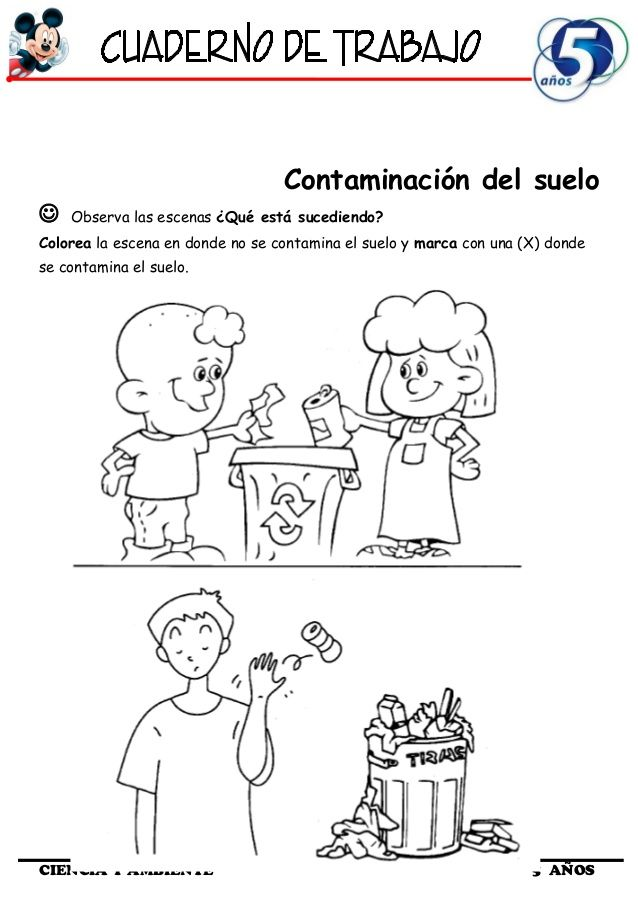 CUADERNO DE TRABAJO
5
años
Contaminación del suelo
Observa las escenas ¿Qué está sucediendo?
Colorea la escena en donde no se contamina el suelo y marca con una (X) donde
se contamina el suelo.
CIENCIA Y AMBIENTE
5 AÑOS